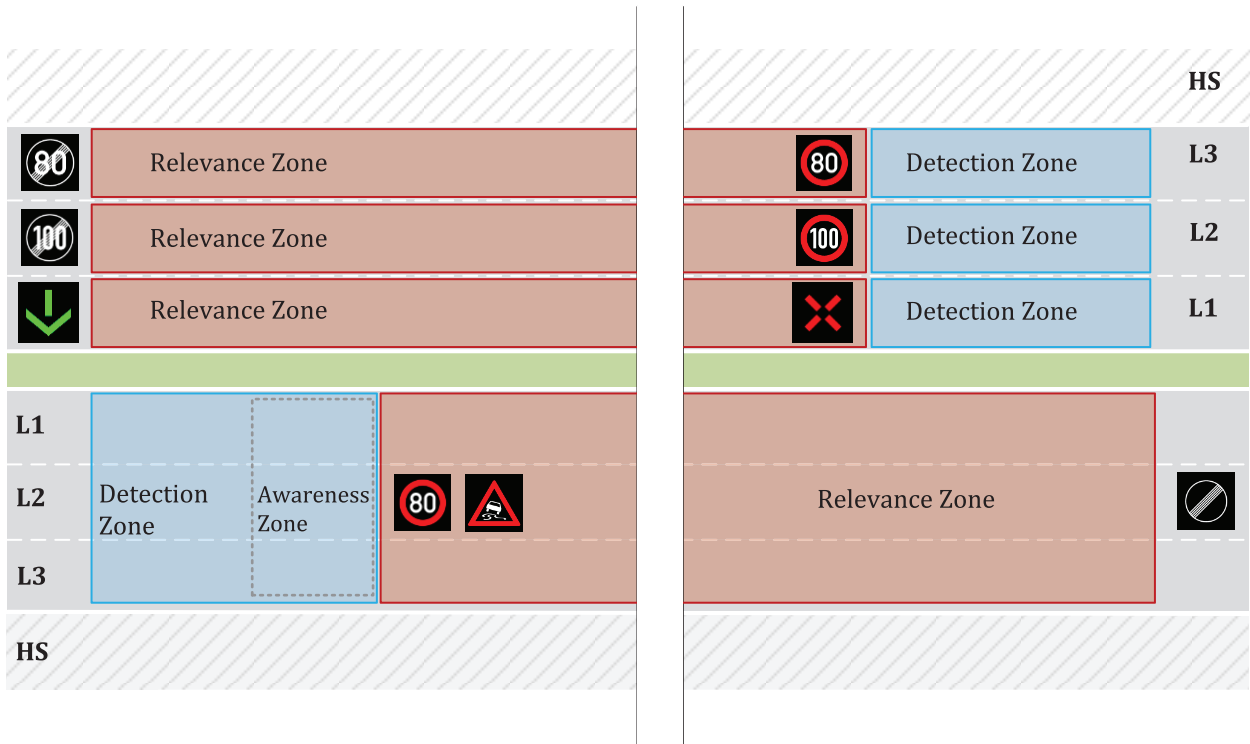 HS
80
Relevance Zone
80
Detection Zone
L3
100
Relevance Zone
100
Detection Zone
L2
Relevance Zone
Detection Zone
L1
L1
L2
Detection
Zone
Awareness
Zone
80
Relevance Zone
L3
HS